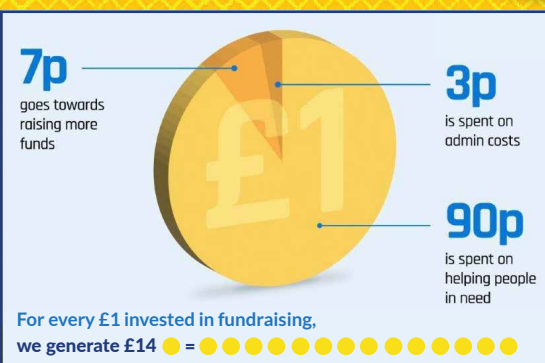 7p
goes towards
raising more
funds
£1
3p
is spent on
admin costs
90p
is spent on
helping people
in need
For every £1 invested in fundraising,
we generate £14 =